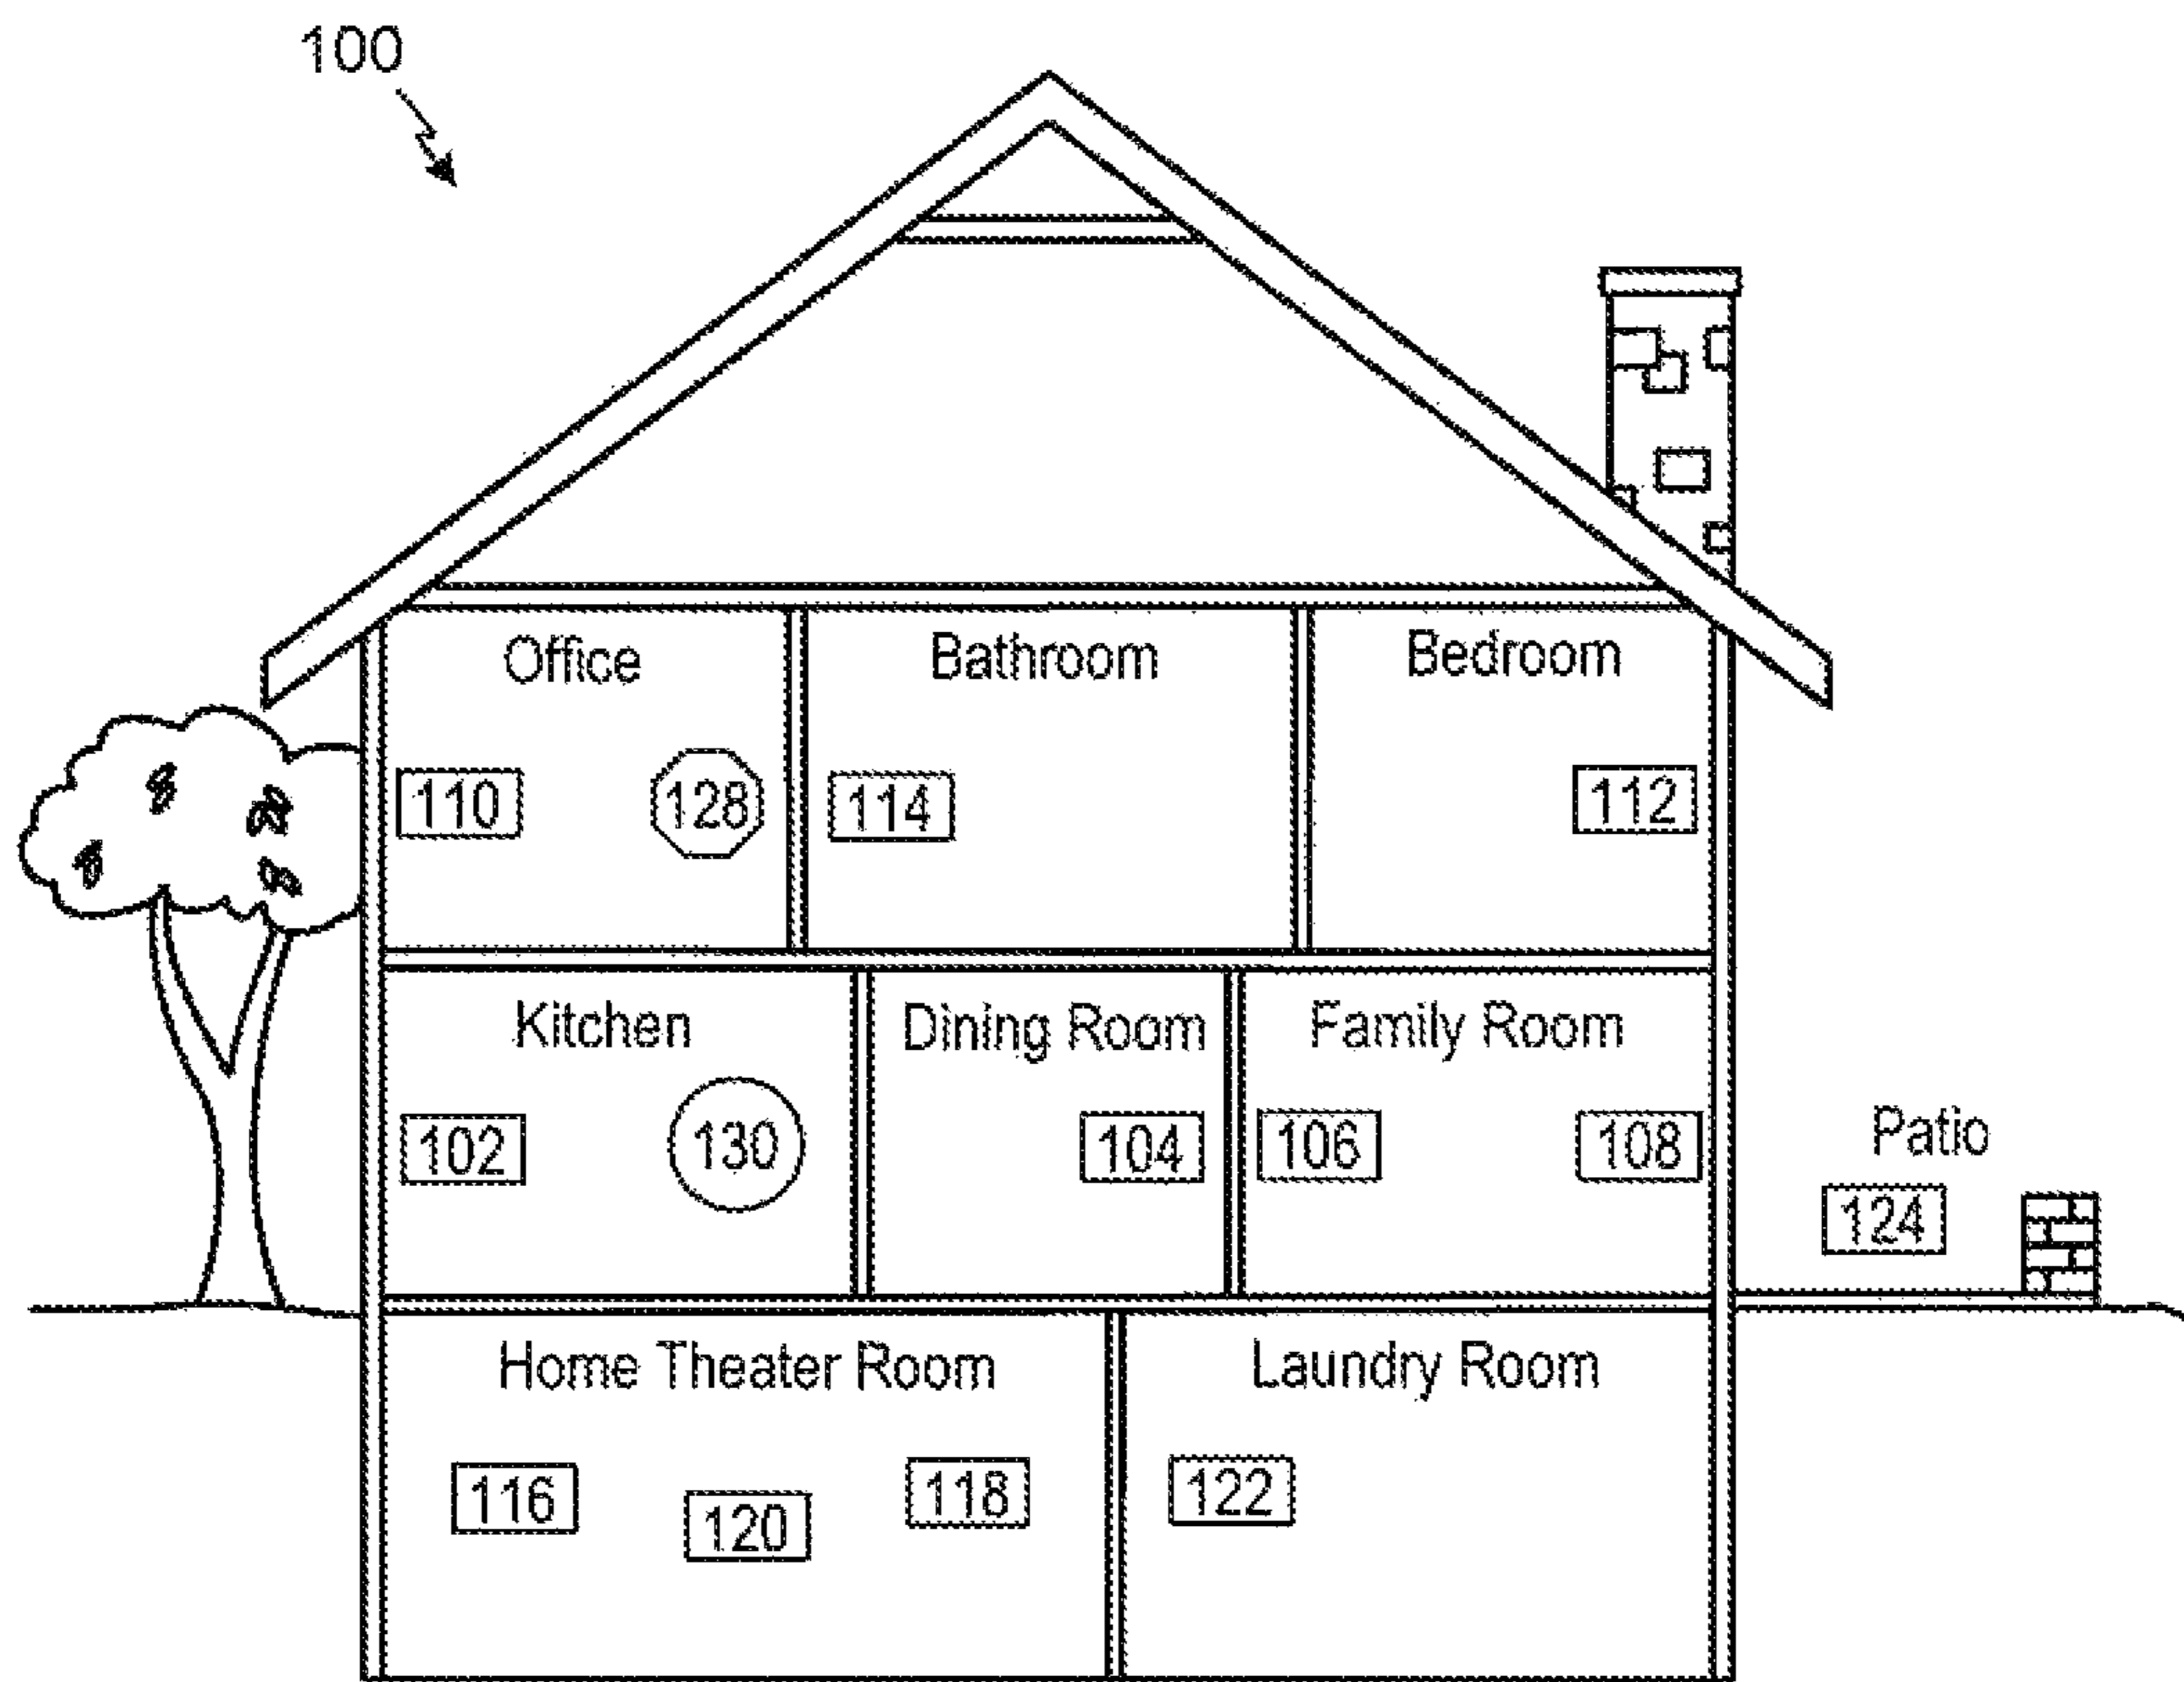 100
Office
Bathroom
Bedroom
110
128
114
112
Kitchen
Dining Room
Family Room
102
130
104
106
108
Patio
124
Home Theater Room
Laundry Room
116
120
118
122